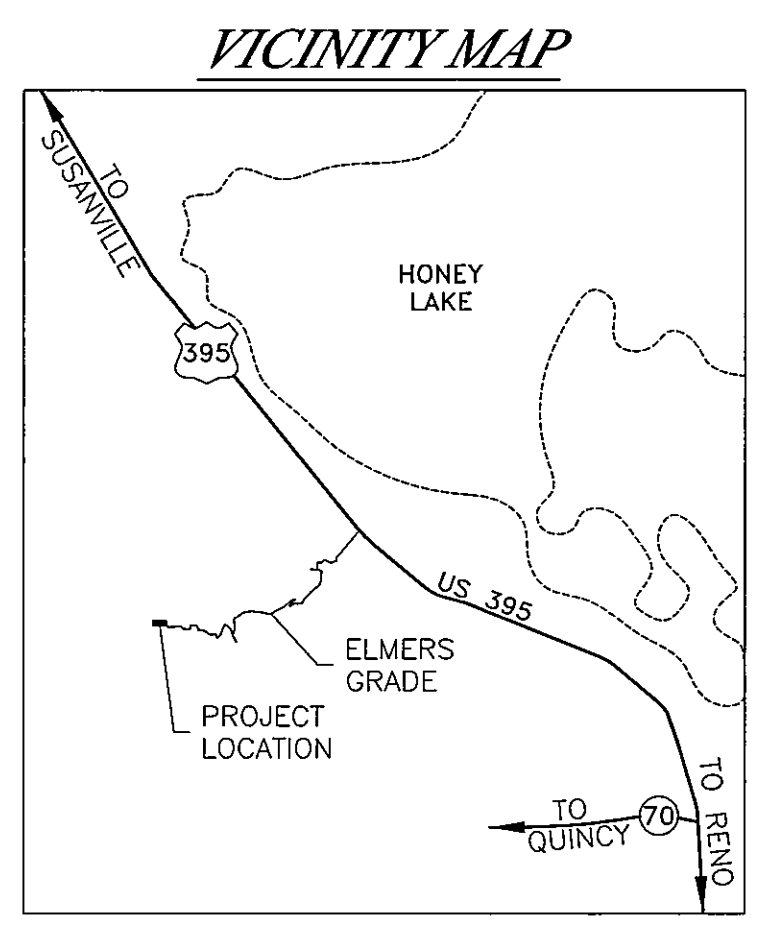 VICINITY MAP
TO
SUSANVILLE
HONEY
LAKE
395
US 395
ELMERS
GRADE
PROJECT
LOCATION
TO
QUINCY
70
TO RENO